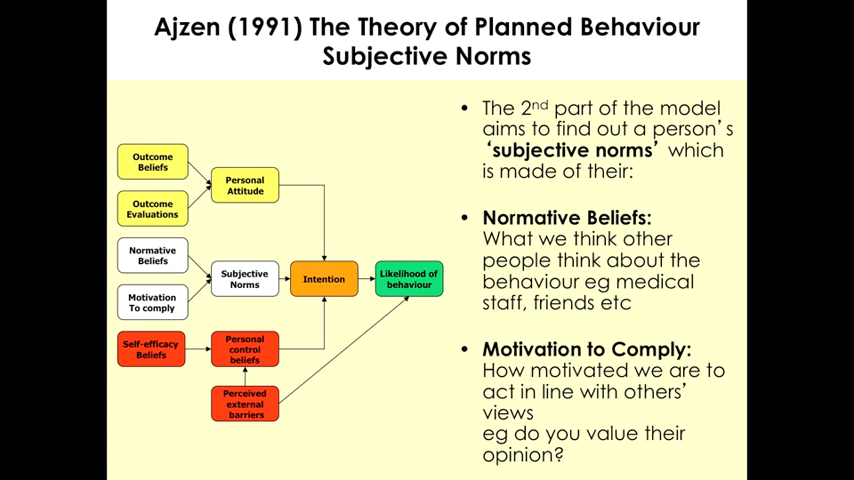 Ajzen (1991) The Theory of Planned Behaviour
Subjective Norms
Outcome
Beliefs
Outcome
Evaluations
Personal
Attitude
Normative
Beliefs
Motivation
To comply
Subjective
Norms
Intention
Likelihood of
behaviour
Self-efficacy
Beliefs
Personal
control
beliefs
Perceived
external
barriers
• The 2nd part of the model
aims to find out a person’s
‘subjective norms’ which
is made of their:
• Normative Beliefs:
What we think other
people think about the
behaviour eg medical
staff, friends etc
• Motivation to Comply:
How motivated we are to
act in line with others’
views
eg do you value their
opinion?